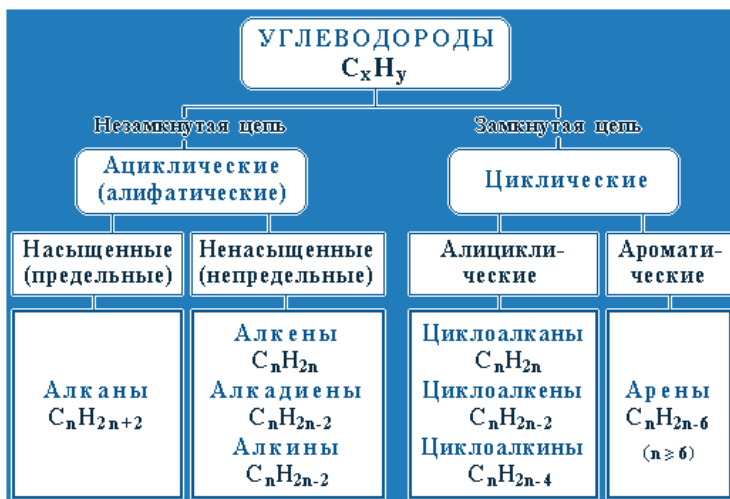 УГЛЕВОДОРОДЫ
CxHy
Незамкнутая цепь
Замкнутая цепь
Ациклические
(алифатические)
Циклические
Насыщенные
(предельные)
Ненасыщенные
(непредельные)
Алицикли-
ческие
Аромати-
ческие
Алканы
CnH2n+2
Алкены
CnH2n
Алкадиены
CnH2n-2
Алкины
CnH2n-2
Циклоалканы
CnH2n
Циклоалкены
CnH2n-2
Циклоалкины
CnH2n-4
Арены
CnH2n-6
(n ≥ 6)